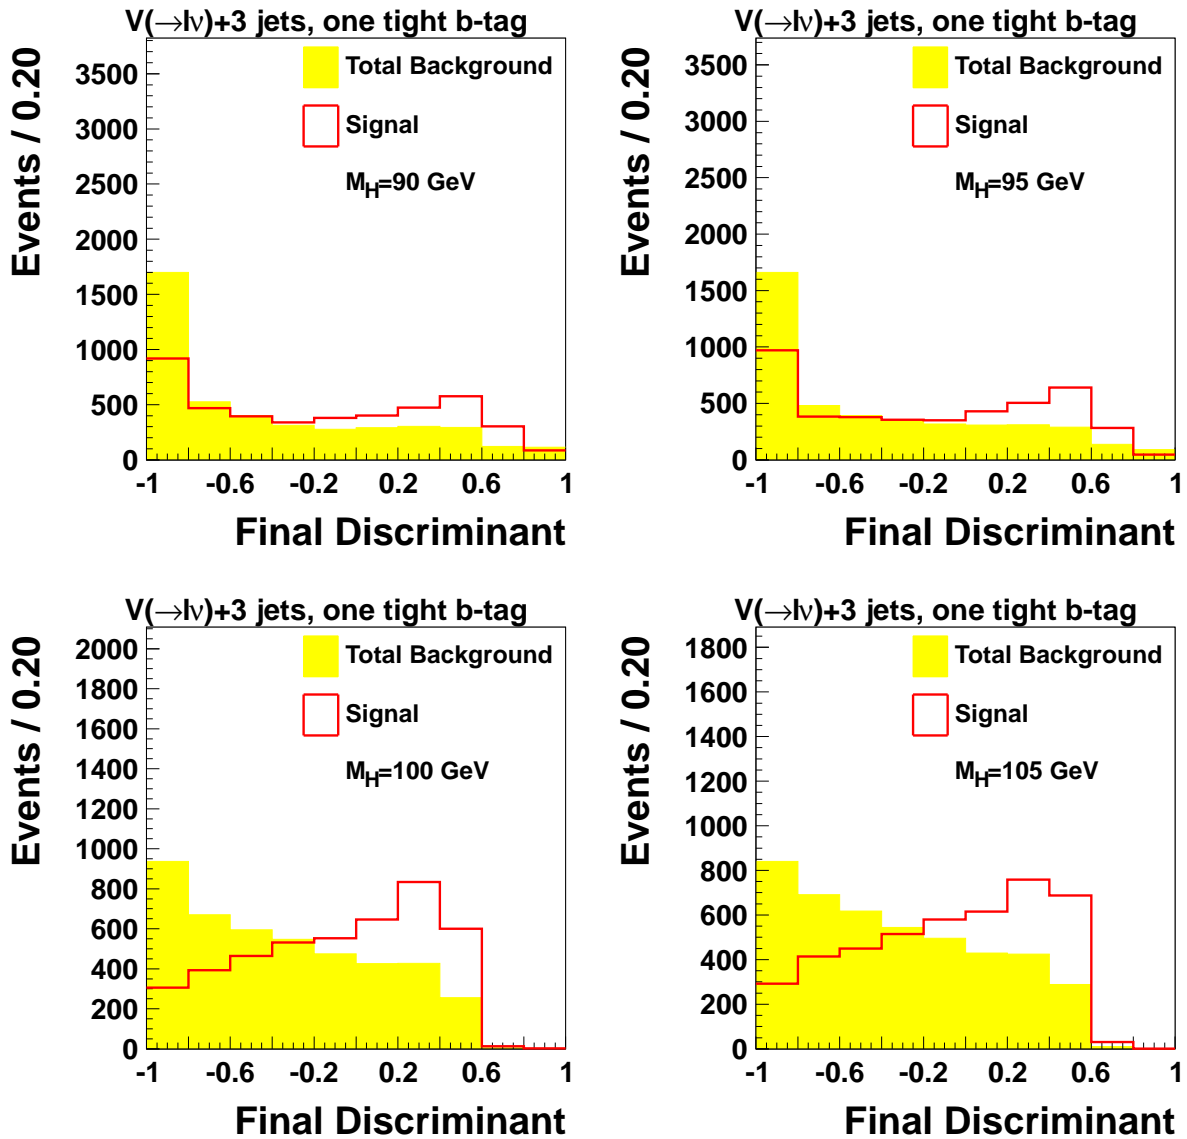 V(→lν)+3 jets, one tight b-tag
Events / 0.20
3500
3000
2500
2000
1500
1000
500
0
Total Background
Signal
M_H=90 GeV
-1 -0.6 -0.2 0.2 0.6 1
Final Discriminant
V(→lν)+3 jets, one tight b-tag
Events / 0.20
3500
3000
2500
2000
1500
1000
500
0
Total Background
Signal
M_H=95 GeV
-1 -0.6 -0.2 0.2 0.6 1
Final Discriminant
V(→lν)+3 jets, one tight b-tag
Events / 0.20
2000
1800
1600
1400
1200
1000
800
600
400
200
0
Total Background
Signal
M_H=100 GeV
-1 -0.6 -0.2 0.2 0.6 1
Final Discriminant
V(→lν)+3 jets, one tight b-tag
Events / 0.20
1800
1600
1400
1200
1000
800
600
400
200
0
Total Background
Signal
M_H=105 GeV
-1 -0.6 -0.2 0.2 0.6 1
Final Discriminant